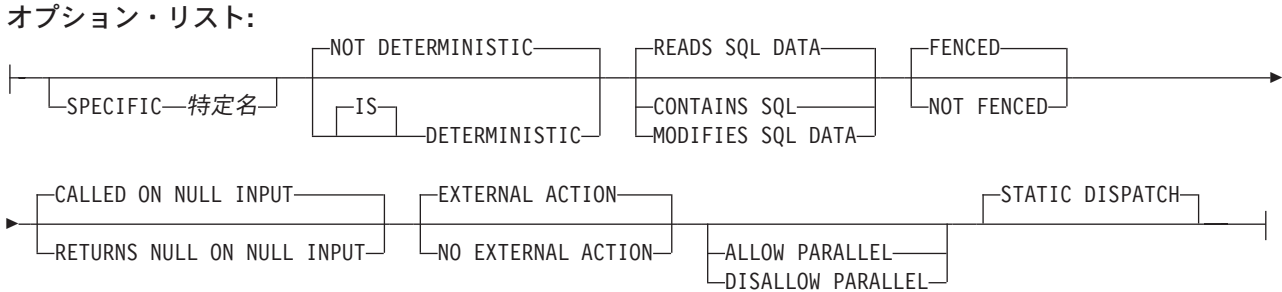 オプション・リスト:
NOT DETERMINISTIC
READS SQL DATA
FENCED
SPECIFIC 特定名
IS
DETERMINISTIC
CONTAINS SQL
MODIFIES SQL DATA
NOT FENCED
CALLED ON NULL INPUT
EXTERNAL ACTION
STATIC DISPATCH
RETURNS NULL ON NULL INPUT
NO EXTERNAL ACTION
ALLOW PARALLEL
DISALLOW PARALLEL